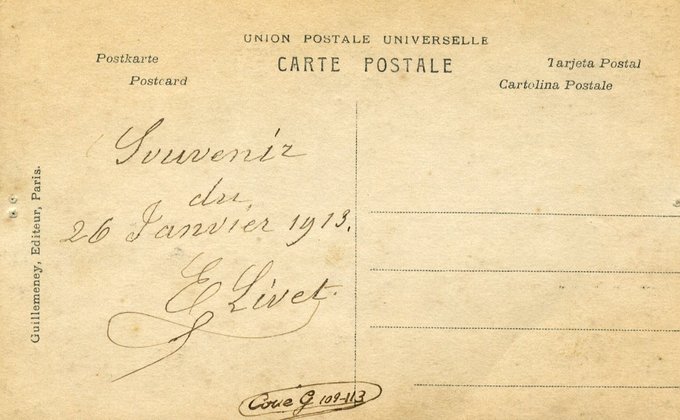 UNION POSTALE UNIVERSELLE
CARTE POSTALE
Postkarte
Postcard
Tarjeta Postal
Cartolina Postale
Souvenir
du
26 Janvier 1913.
E Livet.
Guillemeney, Editeur, Paris.
Coué G 109-113